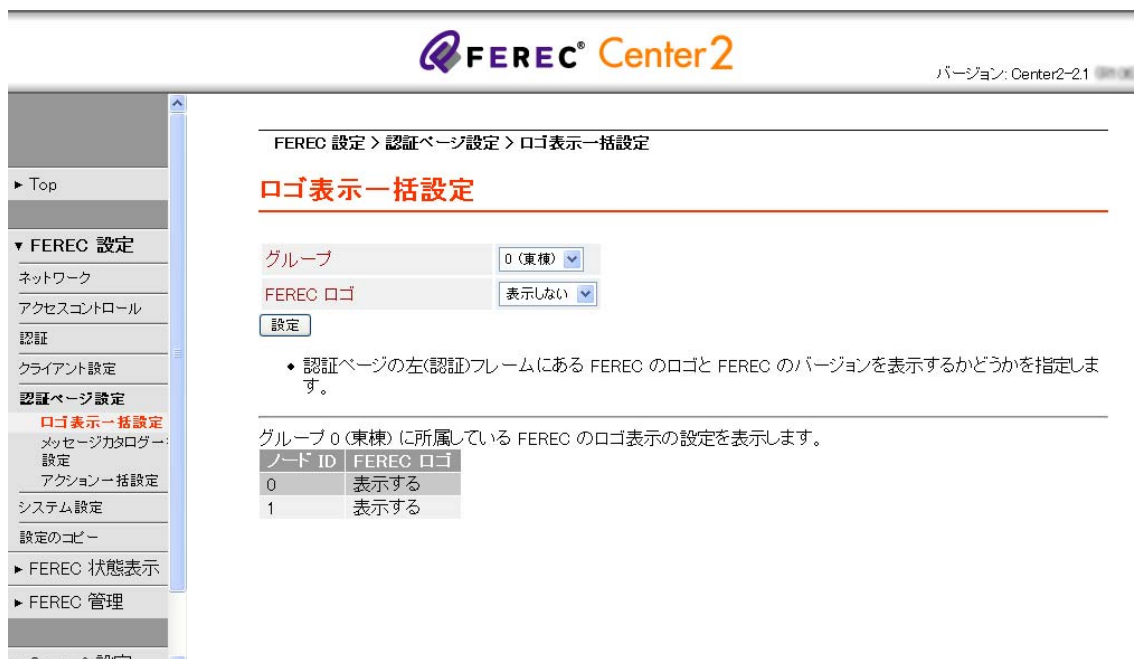 FEREC® Center2
バージョン: Center2-2.1
▶ Top
▼ FEREC 設定
ネットワーク
アクセスコントロール
認証
クライアント設定
認証ページ設定
ロゴ表示一括設定
メッセージカタログ一
設定
アクション一括設定
システム設定
設定のコピー
▶ FEREC 状態表示
▶ FEREC 管理
FEREC 設定 > 認証ページ設定 > ロゴ表示一括設定
ロゴ表示一括設定
グループ 0 (東棟)
FEREC ロゴ 表示しない
設定
• 認証ページの左(認証)フレームにある FEREC のロゴと FEREC のバージョンを表示するかどうかを指定しま
す。
グループ 0 (東棟) に所属している FEREC のロゴ表示の設定を表示します。
ノード ID FEREC ロゴ
0 表示する
1 表示する